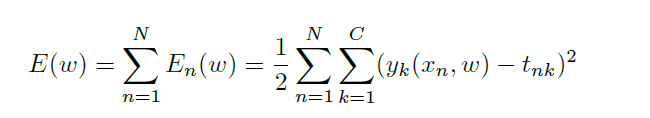 $E(w) = \sum_{n=1}^{N} E_n(w) = \frac{1}{2} \sum_{n=1}^{N} \sum_{k=1}^{C} (y_k(x_n, w) - t_{nk})^2$